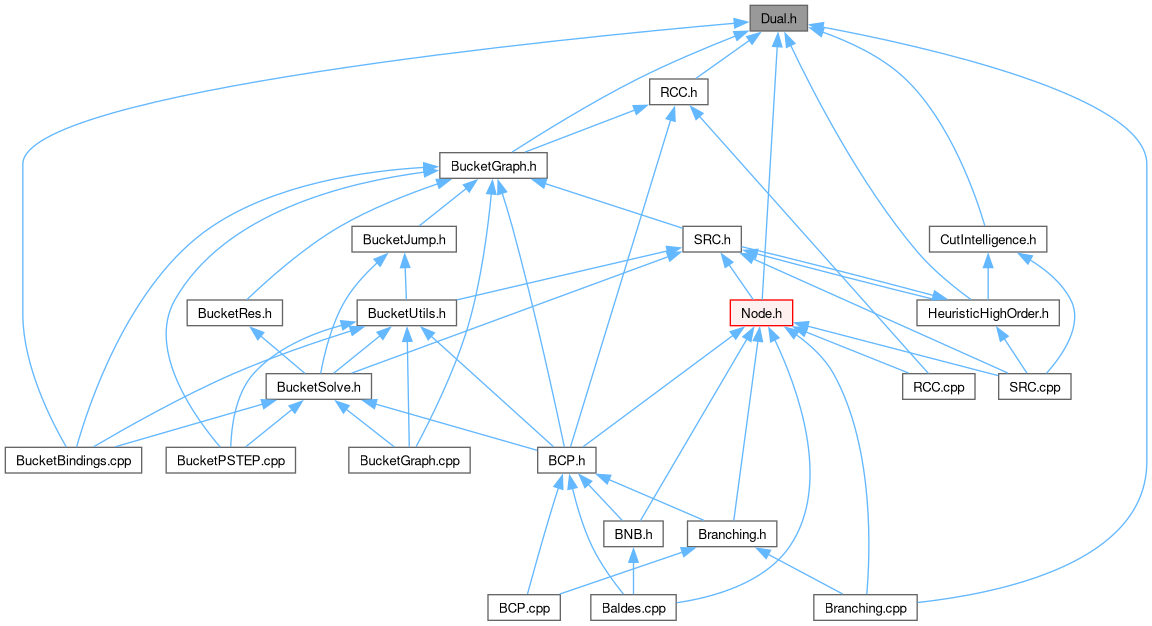 Dual.h
RCC.h
BucketGraph.h
BucketJump.h
SRC.h
CutIntelligence.h
BucketRes.h
BucketUtils.h
Node.h
HeuristicHighOrder.h
BucketSolve.h
RCC.cpp
SRC.cpp
BucketBindings.cpp
BucketPSTEP.cpp
BucketGraph.cpp
BCP.h
BNB.h
Branching.h
BCP.cpp
Baldes.cpp
Branching.cpp